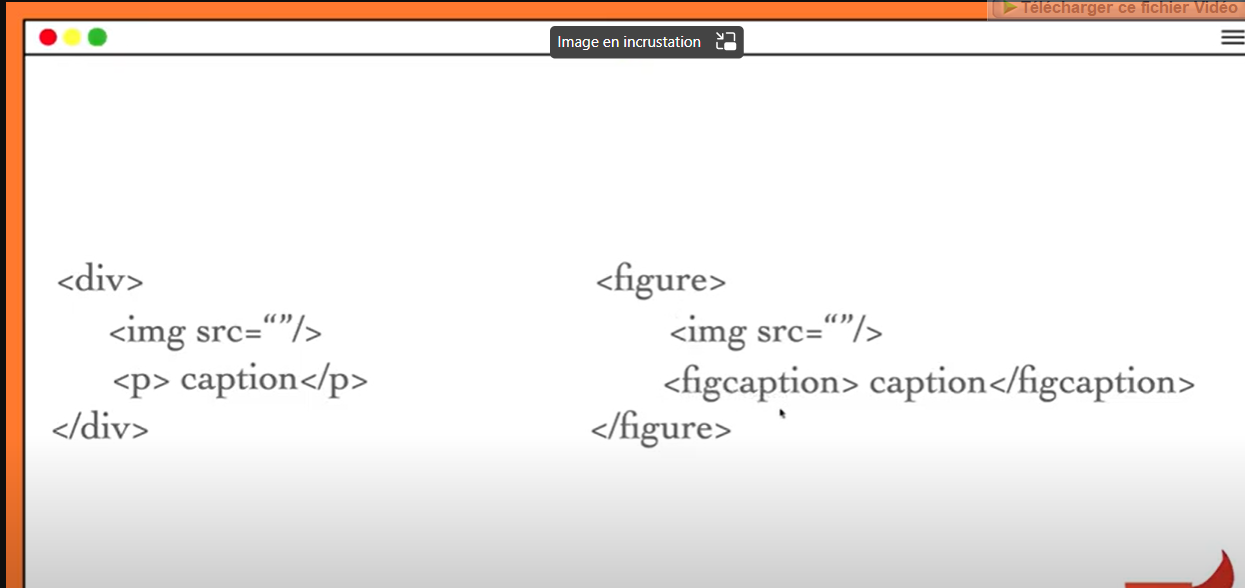 Télécharger ce fichier Vidéo
Image en incrustation
<div>
<img src=“”/>
<p> caption</p>
</div>
<figure>
<img src=“”/>
<figcaption> caption</figcaption>
</figure>